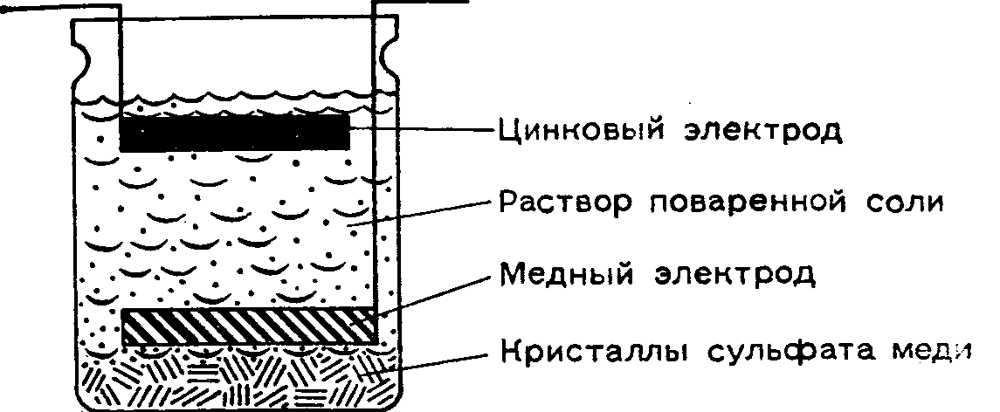 Цинковый электрод
Раствор поваренной соли
Медный электрод
Кристаллы сульфата меди